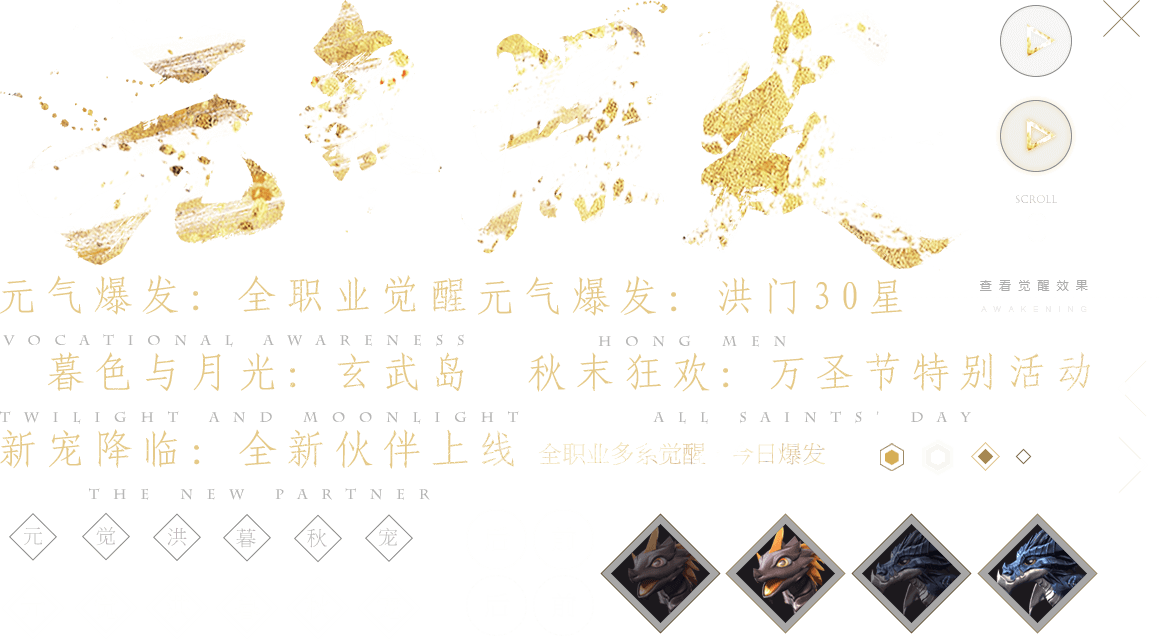 SCROLL
元气爆发：全职业觉醒
元气爆发：洪门30星
查看觉醒效果
AWAKENING
VOCATIONAL AWARENESS
HONG MEN
暮色与月光：玄武岛
秋末狂欢：万圣节特别活动
TWILIGHT AND MOONLIGHT
ALL SAINTS' DAY
新宠降临：全新伙伴上线
全职业多系觉醒 今日爆发
THE NEW PARTNER
元 觉 洪 暮 秋 宠